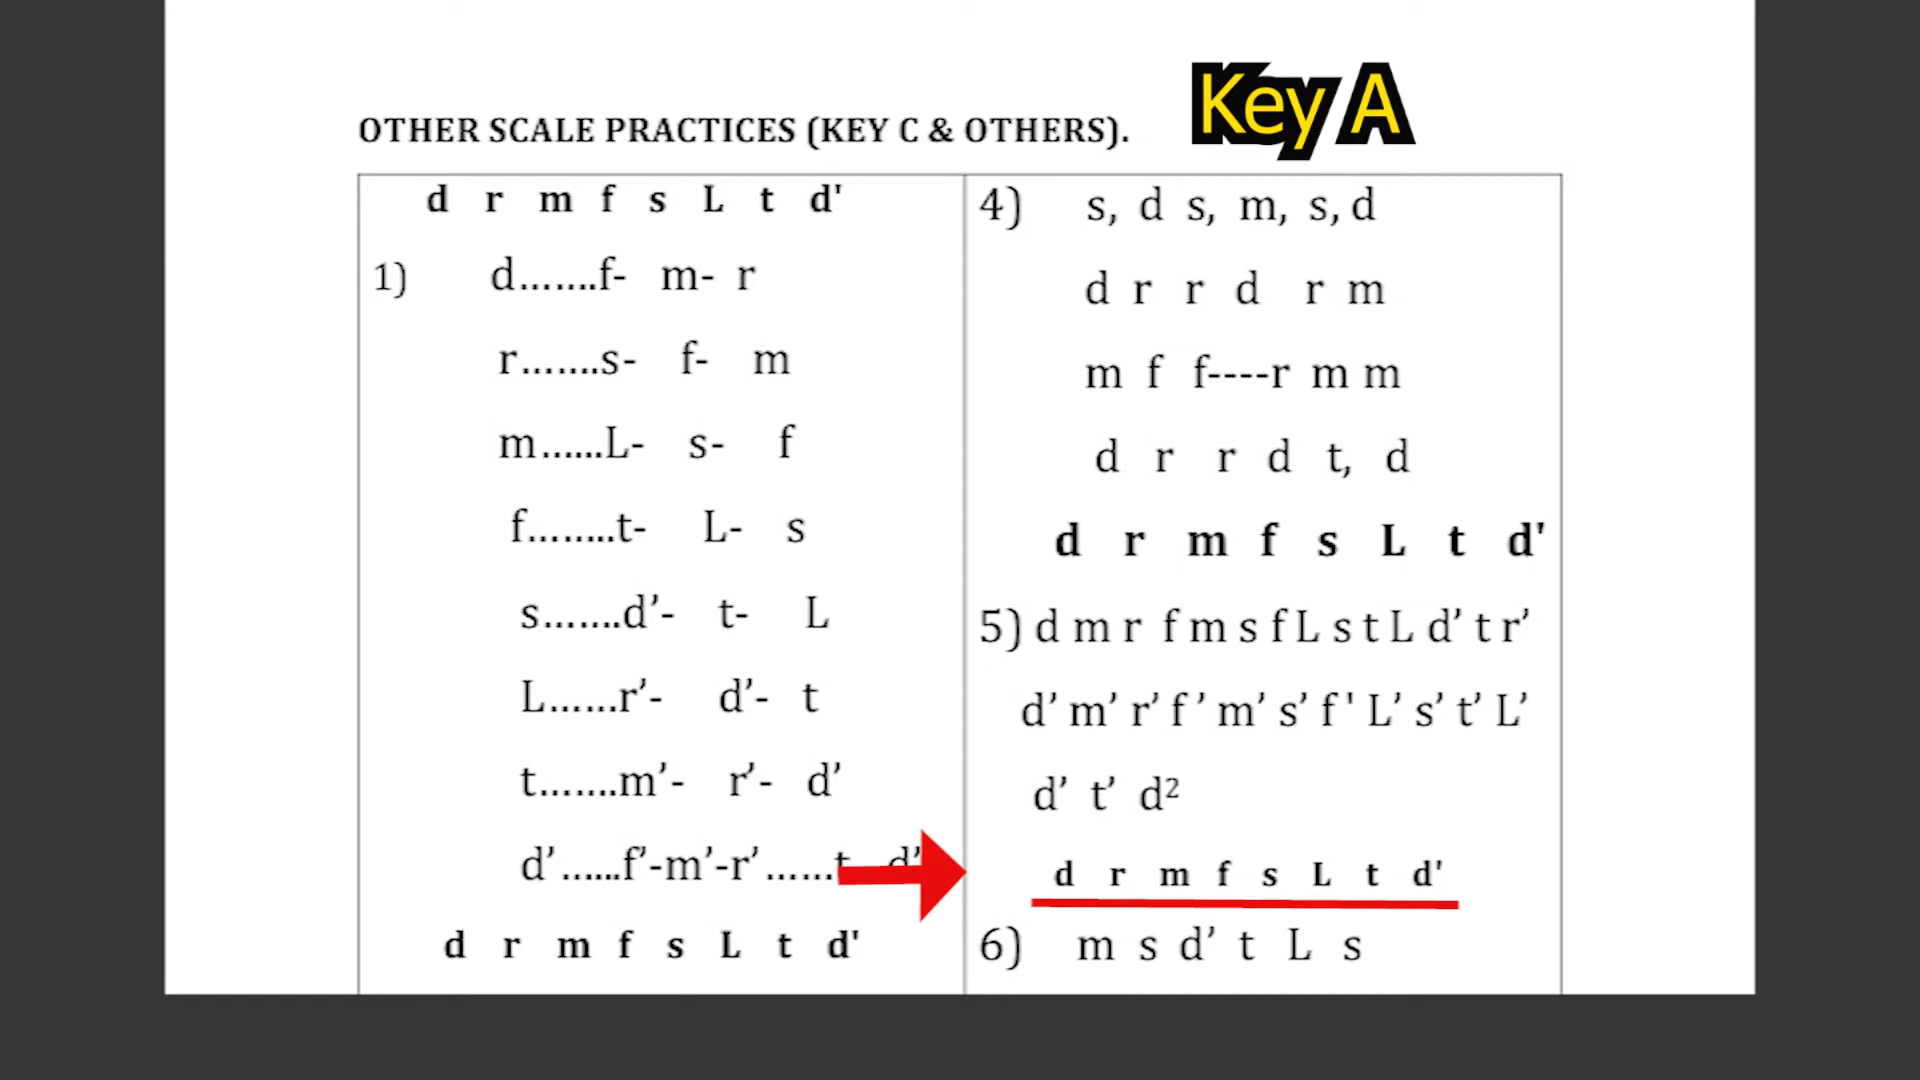 Key A
OTHER SCALE PRACTICES (KEY C & OTHERS).
d r m f s L t d'
1) d.......f- m- r
r.......s- f- m
m......L- s- f
f........t- L- s
s.......d’- t- L
L......r’- d’- t
t.......m’- r’- d’
d’......f’-m’-r’......t d’
d r m f s L t d'
4) s, d s, m, s, d
d r r d r m
m f f----r m m
d r r d t, d
d r m f s L t d'
5) d m r f m s f L s t L d’ t r’
d’ m’ r’ f ’ m’ s’ f ' L’ s’ t’ L’
d’ t’ d²
d r m f s L t d'
6) m s d’ t L s